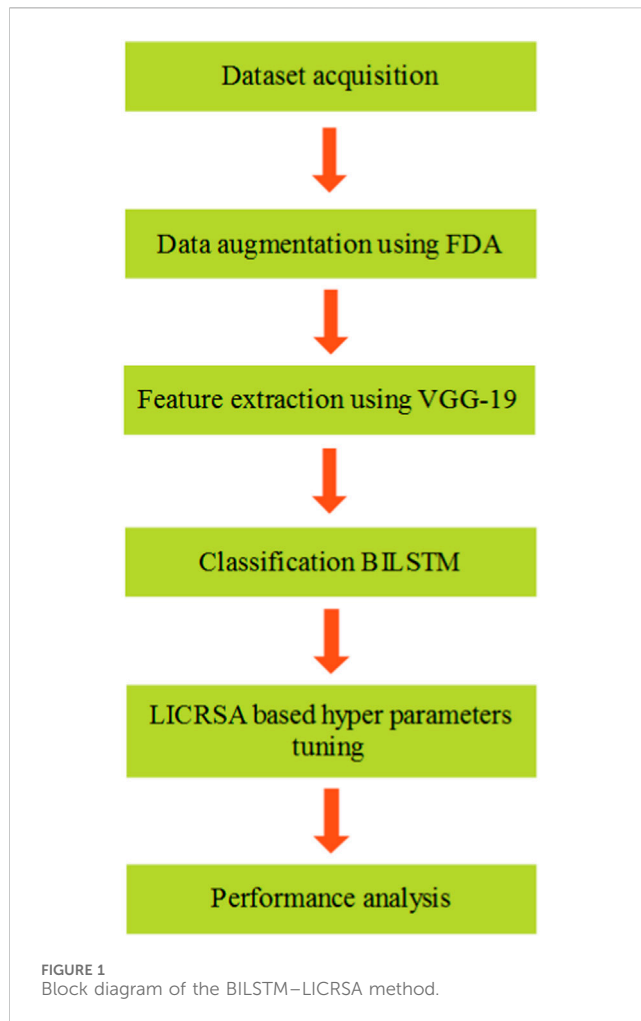 Dataset acquisition
Data augmentation using FDA
Feature extraction using VGG-19
Classification BILSTM
LICRSA based hyper parameters
tuning
Performance analysis
FIGURE 1
Block diagram of the BILSTM–LICRSA method.